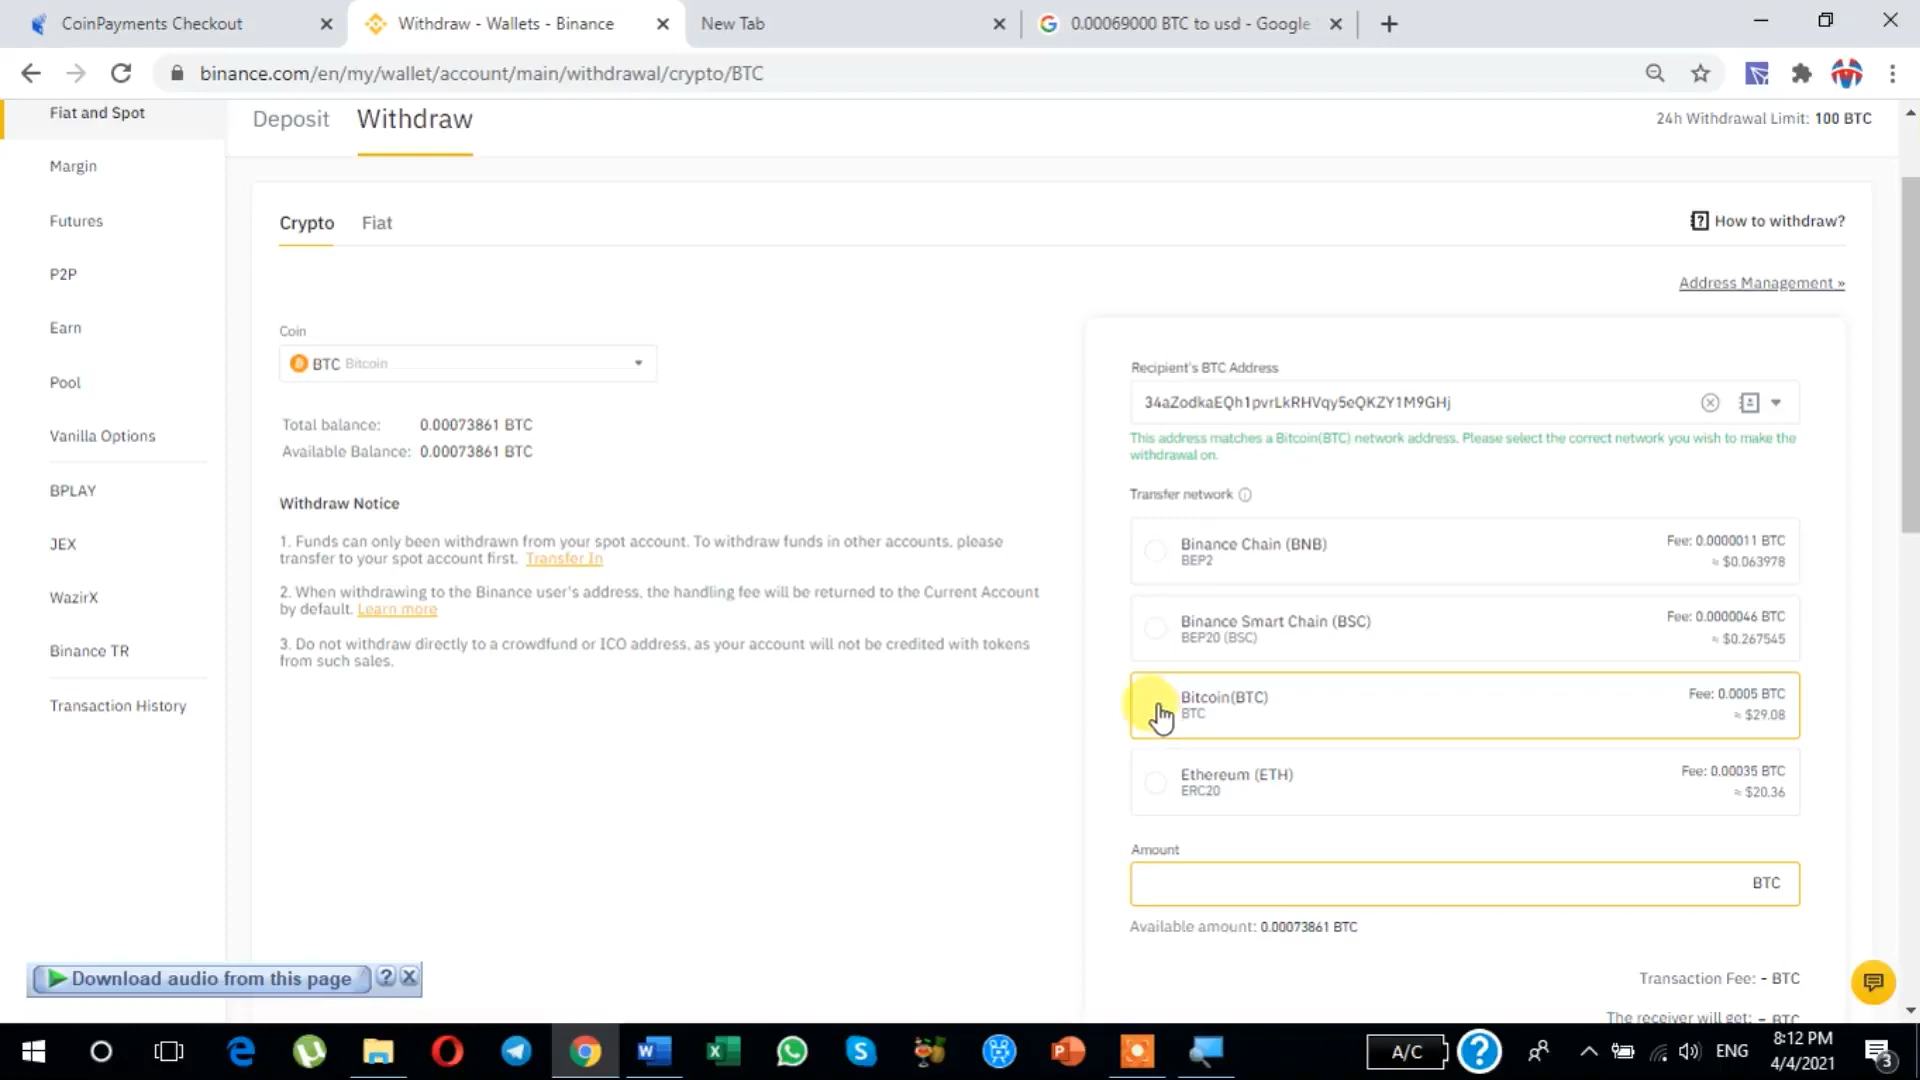 CoinPayments Checkout
Withdraw - Wallets - Binance
New Tab
0.00069000 BTC to usd - Google
binance.com/en/my/wallet/account/main/withdrawal/crypto/BTC
Fiat and Spot
Margin
Futures
P2P
Earn
Pool
Vanilla Options
BPLAY
JEX
WazirX
Binance TR
Transaction History
Deposit
Withdraw
24h Withdrawal Limit: 100 BTC
Crypto
Fiat
How to withdraw?
Address Management »
Coin
BTC Bitcoin
Total balance: 0.00073861 BTC
Available Balance: 0.00073861 BTC
Withdraw Notice
1. Funds can only been withdrawn from your spot account. To withdraw funds in other accounts, please
transfer to your spot account first. Transfer In
2. When withdrawing to the Binance user's address, the handling fee will be returned to the Current Account
by default. Learn more
3. Do not withdraw directly to a crowdfund or ICO address, as your account will not be credited with tokens
from such sales.
Recipient's BTC Address
34aZodkaEQh1pvrLkRHVqy5eQKZY1M9GHj
This address matches a Bitcoin(BTC) network address. Please select the correct network you wish to make the
withdrawal on.
Transfer network
Binance Chain (BNB)
BEP2
Fee: 0.0000011 BTC
≈ $0.063978
Binance Smart Chain (BSC)
BEP20 (BSC)
Fee: 0.0000046 BTC
≈ $0.267545
Bitcoin(BTC)
BTC
Fee: 0.0005 BTC
≈ $29.08
Ethereum (ETH)
ERC20
Fee: 0.00035 BTC
≈ $20.36
Amount
BTC
Available amount: 0.00073861 BTC
Transaction Fee: - BTC
The receiver will get: - BTC
Download audio from this page
A/C
ENG
8:12 PM
4/4/2021
3